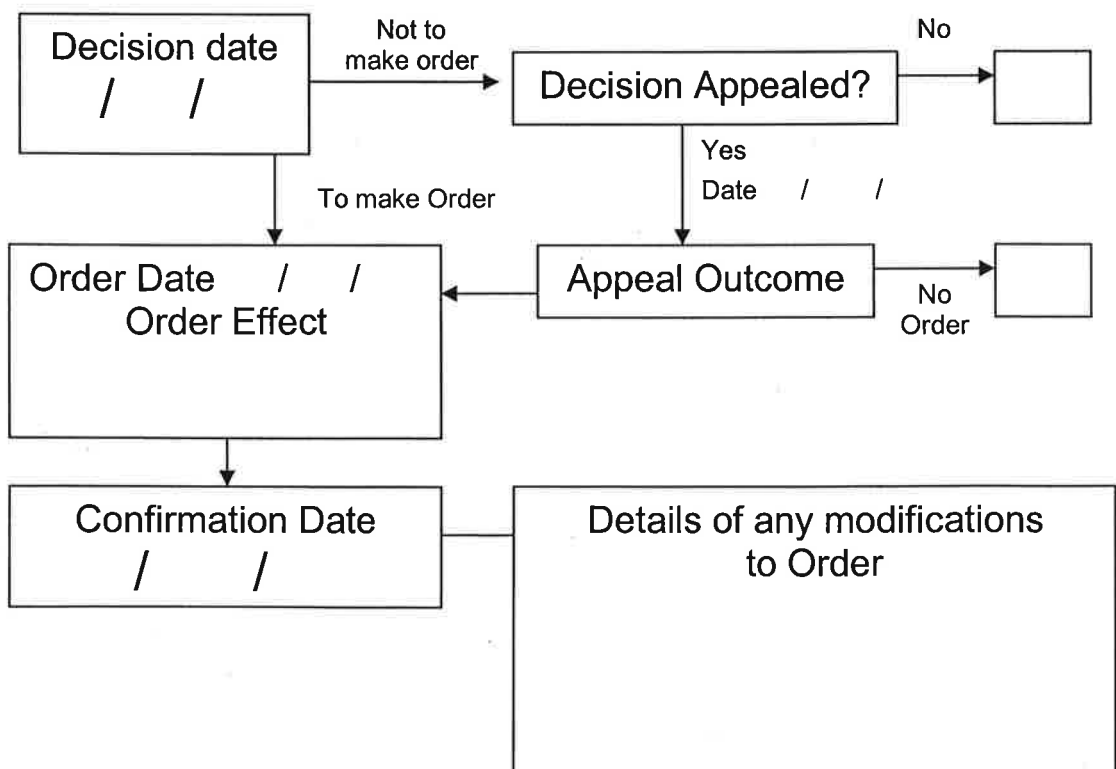 Decision date
/ /
Not to
make order
Decision Appealed?
No
Yes
Date / /
To make Order
Order Date / /
Order Effect
Appeal Outcome
No
Order
Confirmation Date
/ /
Details of any modifications
to Order